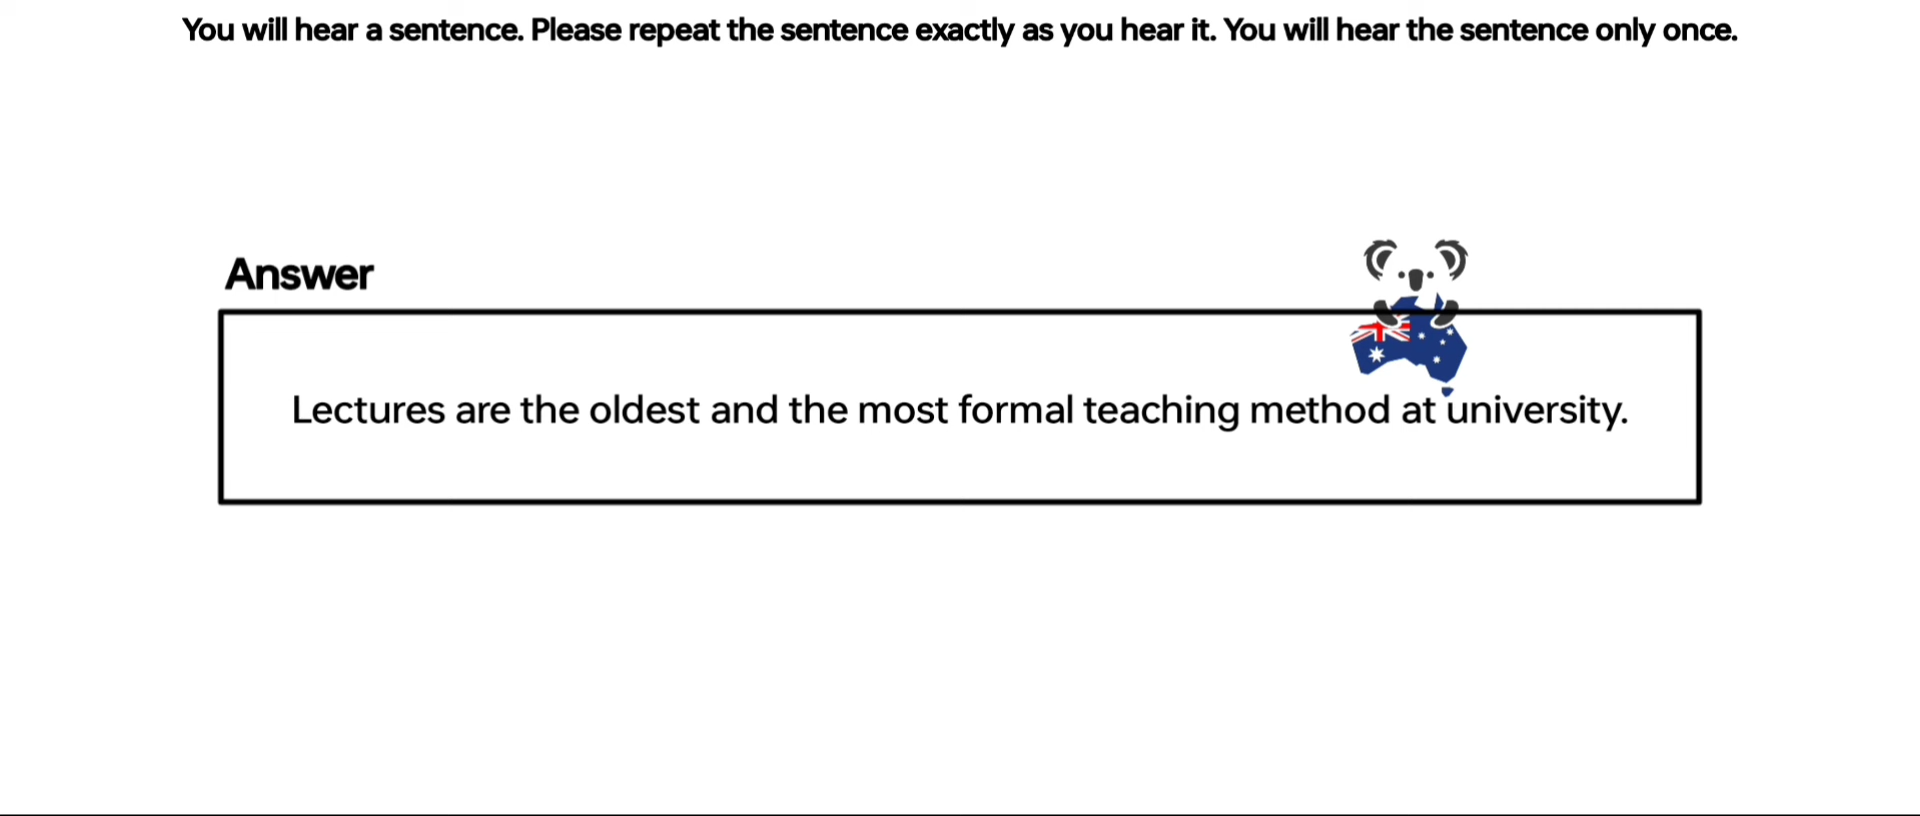 You will hear a sentence. Please repeat the sentence exactly as you hear it. You will hear the sentence only once.
Answer
Lectures are the oldest and the most formal teaching method at university.